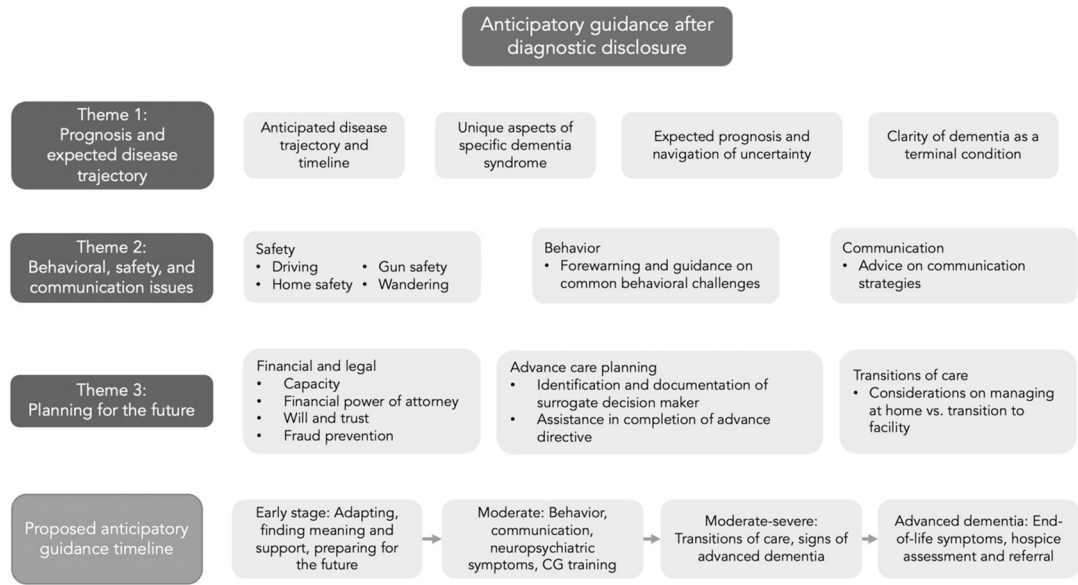 Anticipatory guidance after
diagnostic disclosure
Theme 1:
Prognosis and
expected disease
trajectory
Anticipated disease
trajectory and
timeline
Unique aspects of
specific dementia
syndrome
Expected prognosis and
navigation of uncertainty
Clarity of dementia as a
terminal condition
Theme 2:
Behavioral, safety, and
communication issues
Safety
• Driving
• Home safety
• Gun safety
• Wandering
Behavior
• Forewarning and guidance on
common behavioral challenges
Communication
• Advice on communication
strategies
Theme 3:
Planning for the future
Financial and legal
• Capacity
• Financial power of attorney
• Will and trust
• Fraud prevention
Advance care planning
• Identification and documentation of
surrogate decision maker
• Assistance in completion of advance
directive
Transitions of care
• Considerations on managing
at home vs. transition to
facility
Proposed anticipatory
guidance timeline
Early stage: Adapting,
finding meaning and
support, preparing for
the future
Moderate: Behavior,
communication,
neuropsychiatric
symptoms, CG training
Moderate-severe:
Transitions of care, signs of
advanced dementia
Advanced dementia: End-
of-life symptoms, hospice
assessment and referral